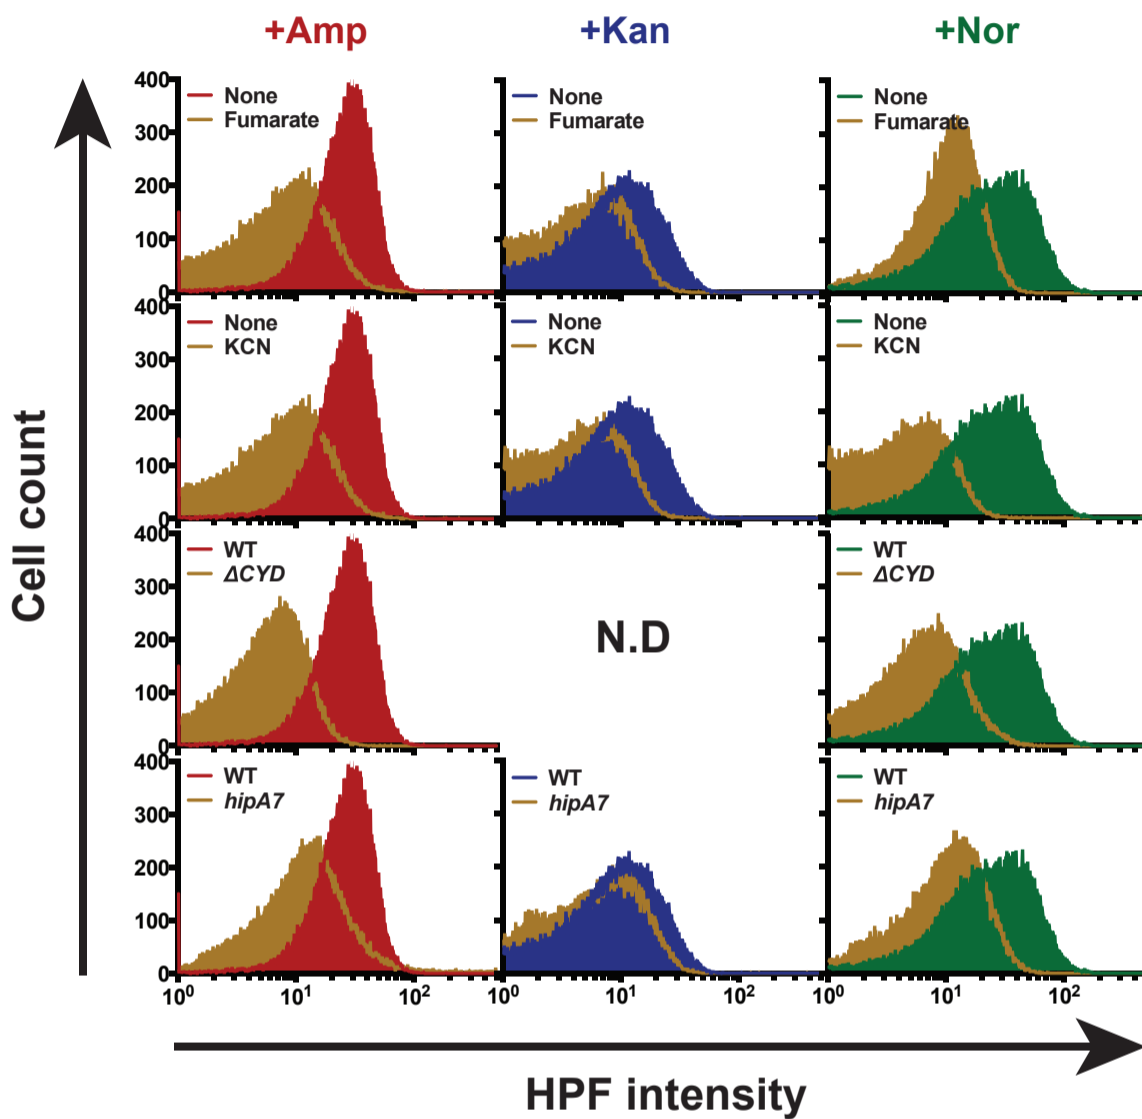 +Amp +Kan +Nor
400 None None None
Fumarate Fumarate Fumarate
300
200
100
0
400 None None None
KCN KCN KCN
300
200
100
0
400 WT WT
ΔCYD ΔCYD
300
200 N.D
100
0
400 WT WT WT
hipA7 hipA7 hipA7
300
200
100
0
10⁰ 10¹ 10² 10⁰ 10¹ 10² 10⁰ 10¹ 10²
Cell count
HPF intensity